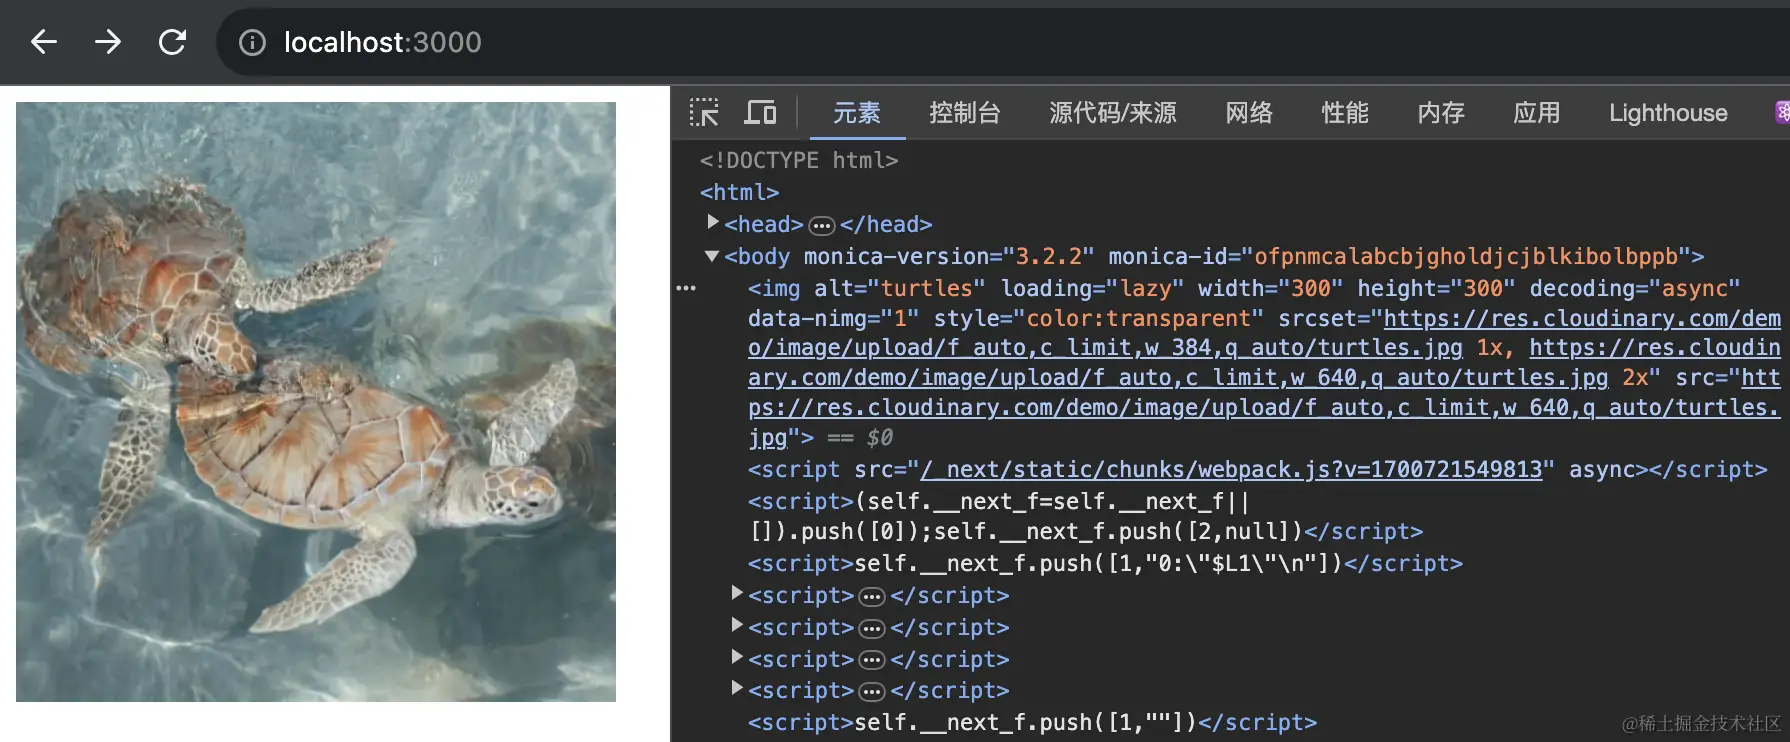 localhost:3000
元素 控制台 源代码/来源 网络 性能 内存 应用 Lighthouse
<!DOCTYPE html>
<html>
<head>…</head>
<body monica-version="3.2.2" monica-id="ofpnmcalabcbjgholdjcjblkibolbppb">
<img alt="turtles" loading="lazy" width="300" height="300" decoding="async"
data-nimg="1" style="color:transparent" srcset="https://res.cloudinary.com/dem
o/image/upload/f_auto,c_limit,w_384,q_auto/turtles.jpg 1x, https://res.cloudin
ary.com/demo/image/upload/f_auto,c_limit,w_640,q_auto/turtles.jpg 2x" src="htt
ps://res.cloudinary.com/demo/image/upload/f_auto,c_limit,w_640,q_auto/turtles.
jpg"> == $0
<script src="/_next/static/chunks/webpack.js?v=1700721549813" async></script>
<script>(self.__next_f=self.__next_f||
[]).push([0]);self.__next_f.push([2,null])</script>
<script>self.__next_f.push([1,"0:\"$L1\"\n"])</script>
<script>…</script>
<script>…</script>
<script>…</script>
<script>…</script>
<script>self.__next_f.push([1,""])</script>
@稀土掘金技术社区